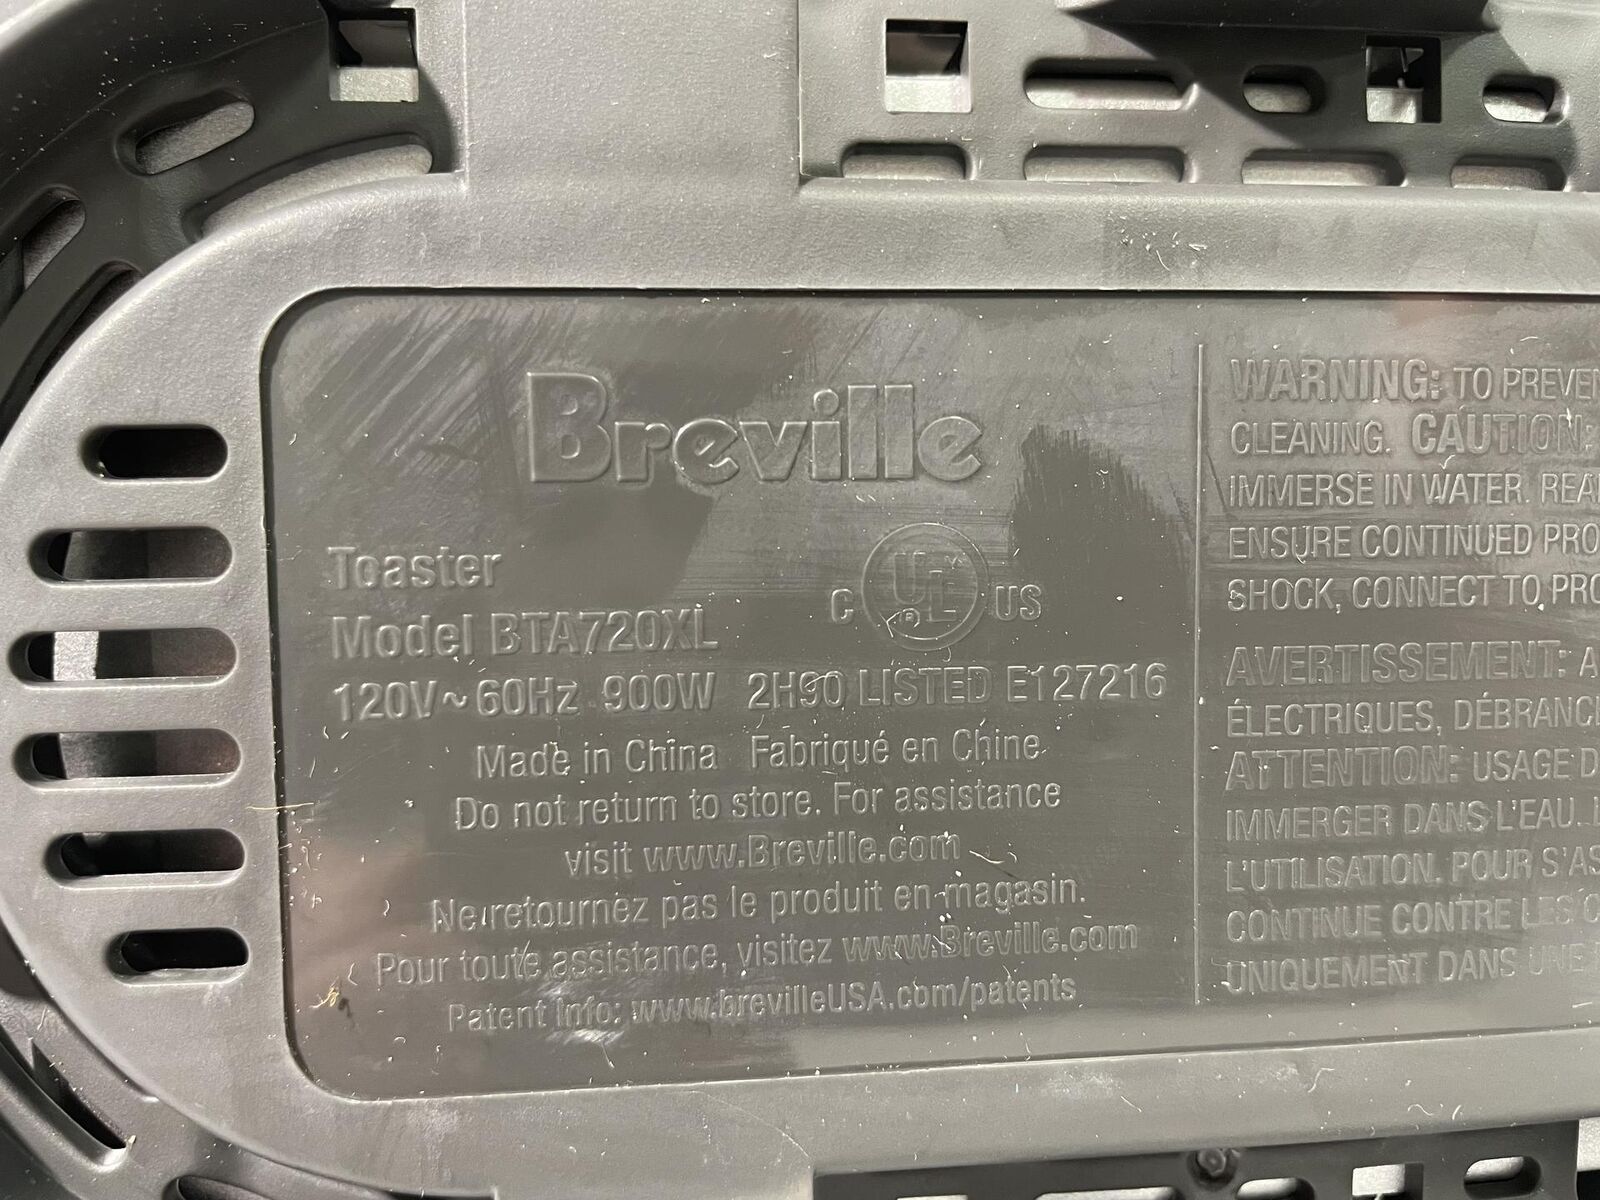 Breville
Toaster
Model BTA720XL
C UL US
120V~60Hz 900W 2H90 LISTED E127216
Made in China Fabriqué en Chine
Do not return to store. For assistance
visit www.Breville.com
Ne retournez pas le produit en magasin.
Pour toute assistance, visitez www.Breville.com
Patent Info: www.brevilleUSA.com/patents
WARNING: TO PREVEN
CLEANING. CAUTION:
IMMERSE IN WATER. REA
ENSURE CONTINUED PRO
SHOCK, CONNECT TO PRO
AVERTISSEMENT: A
ÉLECTRIQUES, DÉBRANC
ATTENTION: USAGE D
IMMERGER DANS L'EAU. L
L'UTILISATION. POUR S'AS
CONTINUE CONTRE LES C
UNIQUEMENT DANS UNE